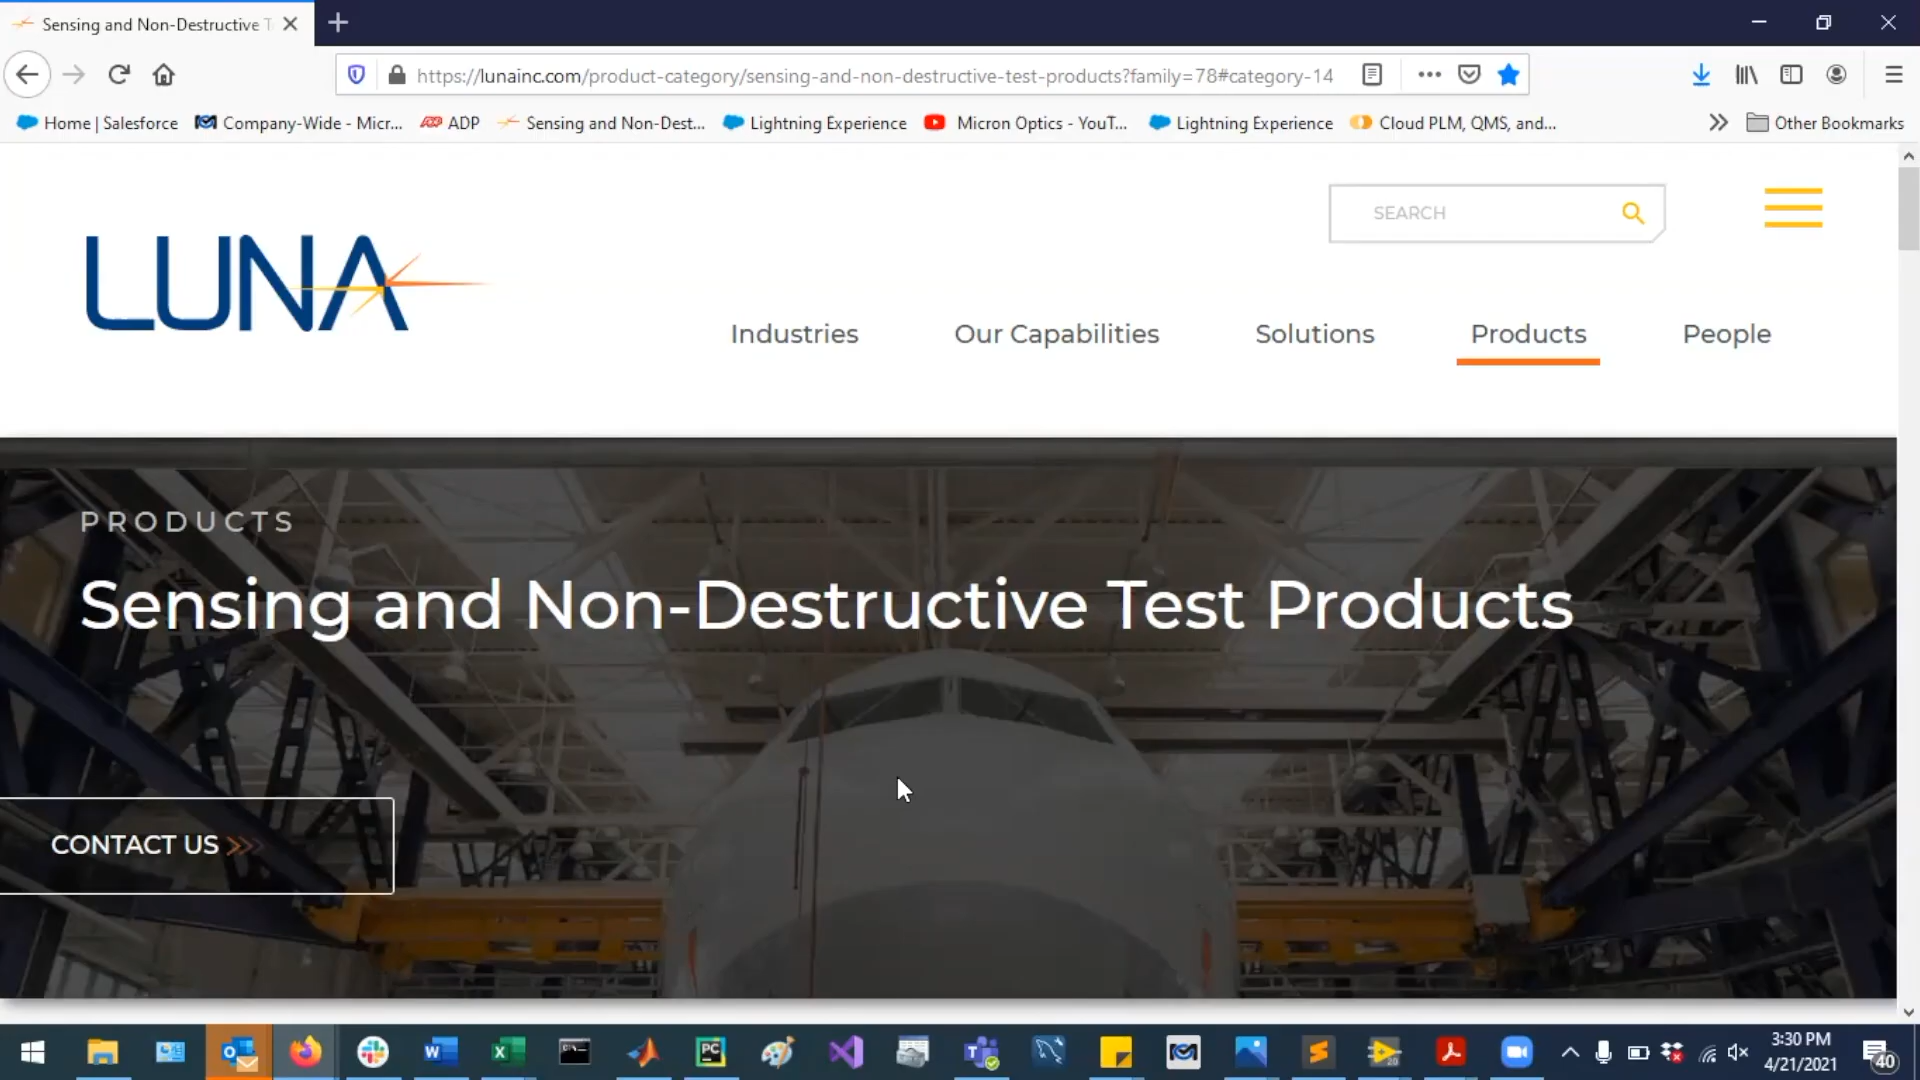 Sensing and Non-Destructive T
https://lunainc.com/product-category/sensing-and-non-destructive-test-products?family=78#category-14
Home | Salesforce
Company-Wide - Micr...
ADP
Sensing and Non-Dest...
Lightning Experience
Micron Optics - YouT...
Lightning Experience
Cloud PLM, QMS, and...
Other Bookmarks
SEARCH
LUNA
Industries
Our Capabilities
Solutions
Products
People
PRODUCTS
Sensing and Non-Destructive Test Products
CONTACT US
3:30 PM
4/21/2021
40